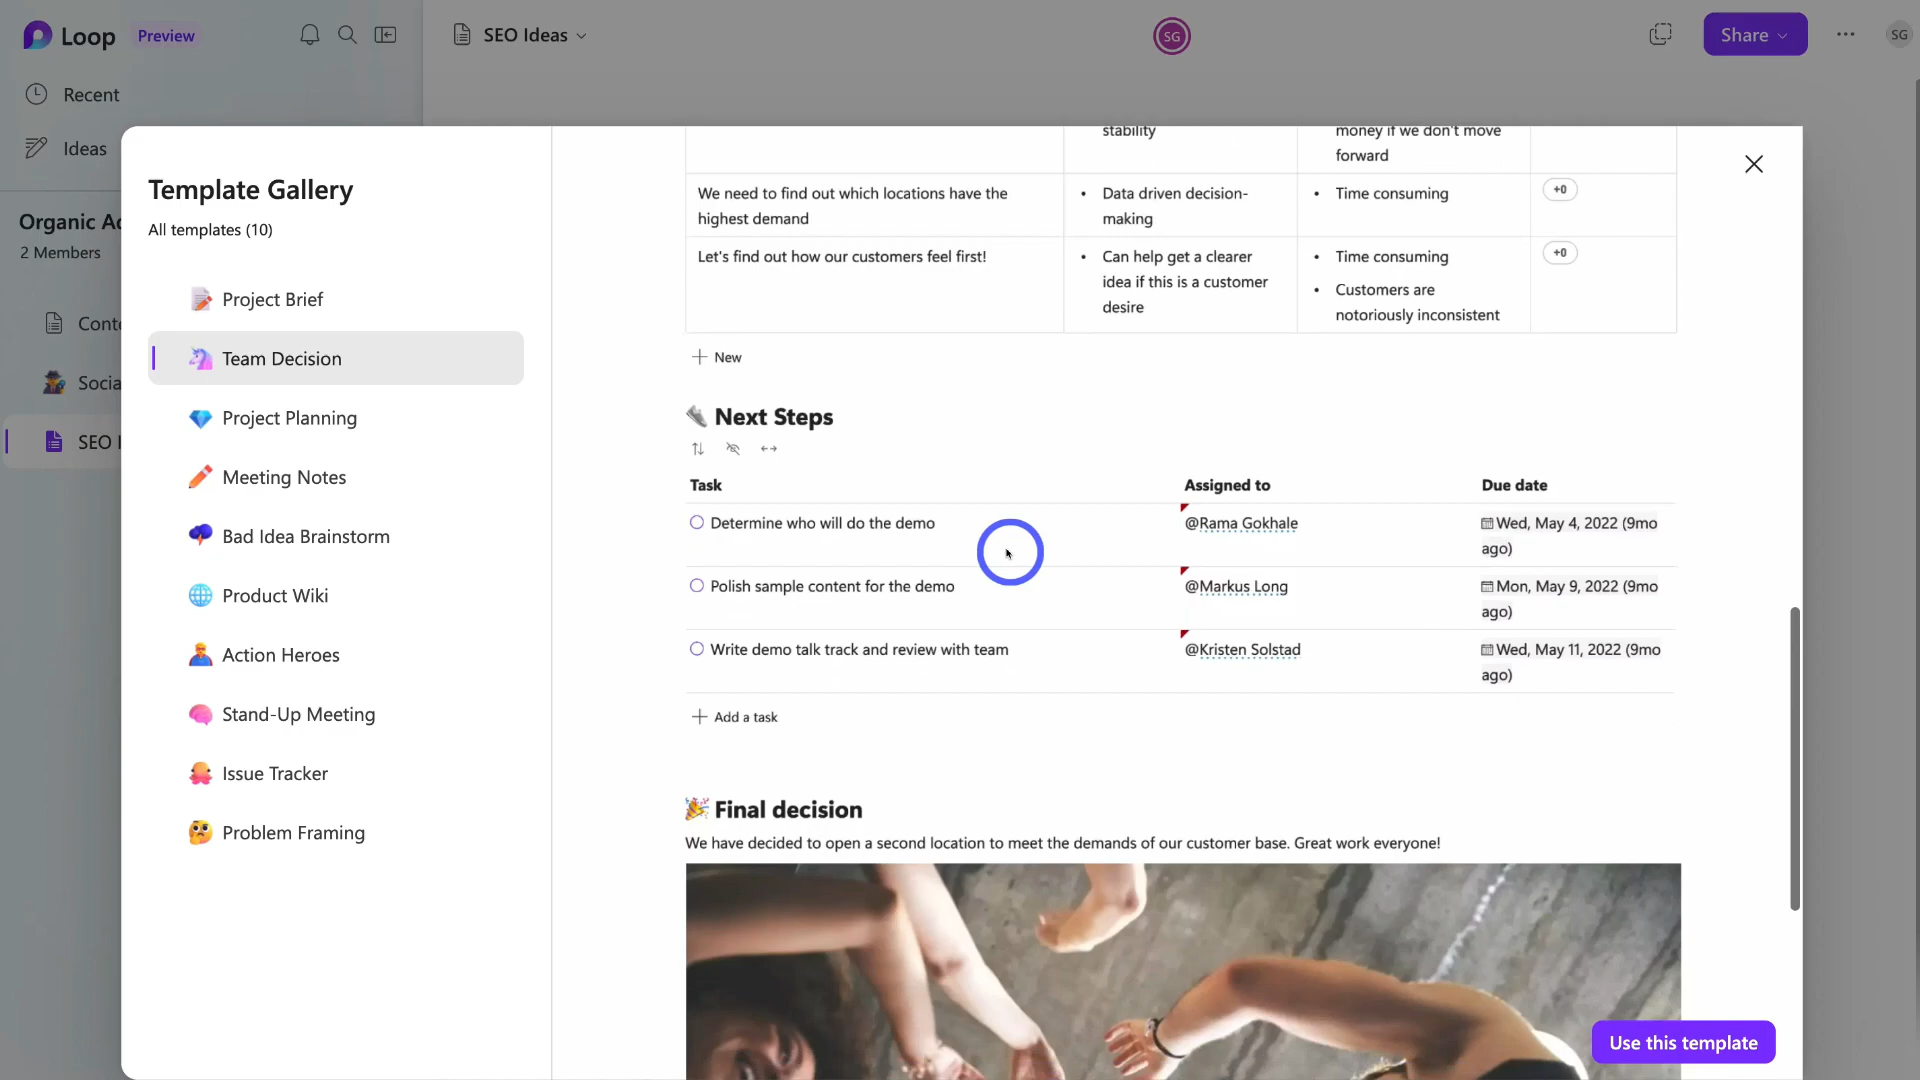 Loop Preview
SEO Ideas
SG
Share
SG
Recent
Ideas
Organic Ac
2 Members
Conte
Socia
SEO I
Template Gallery
All templates (10)
Project Brief
Team Decision
Project Planning
Meeting Notes
Bad Idea Brainstorm
Product Wiki
Action Heroes
Stand-Up Meeting
Issue Tracker
Problem Framing
stability
money if we don't move
forward
We need to find out which locations have the
highest demand
• Data driven decision-
making
• Time consuming
+0
Let's find out how our customers feel first!
• Can help get a clearer
idea if this is a customer
desire
• Time consuming
• Customers are
notoriously inconsistent
+0
New
Next Steps
Task Assigned to Due date
Determine who will do the demo
@Rama Gokhale
Wed, May 4, 2022 (9mo
ago)
Polish sample content for the demo
@Markus Long
Mon, May 9, 2022 (9mo
ago)
Write demo talk track and review with team
@Kristen Solstad
Wed, May 11, 2022 (9mo
ago)
Add a task
Final decision
We have decided to open a second location to meet the demands of our customer base. Great work everyone!
Use this template